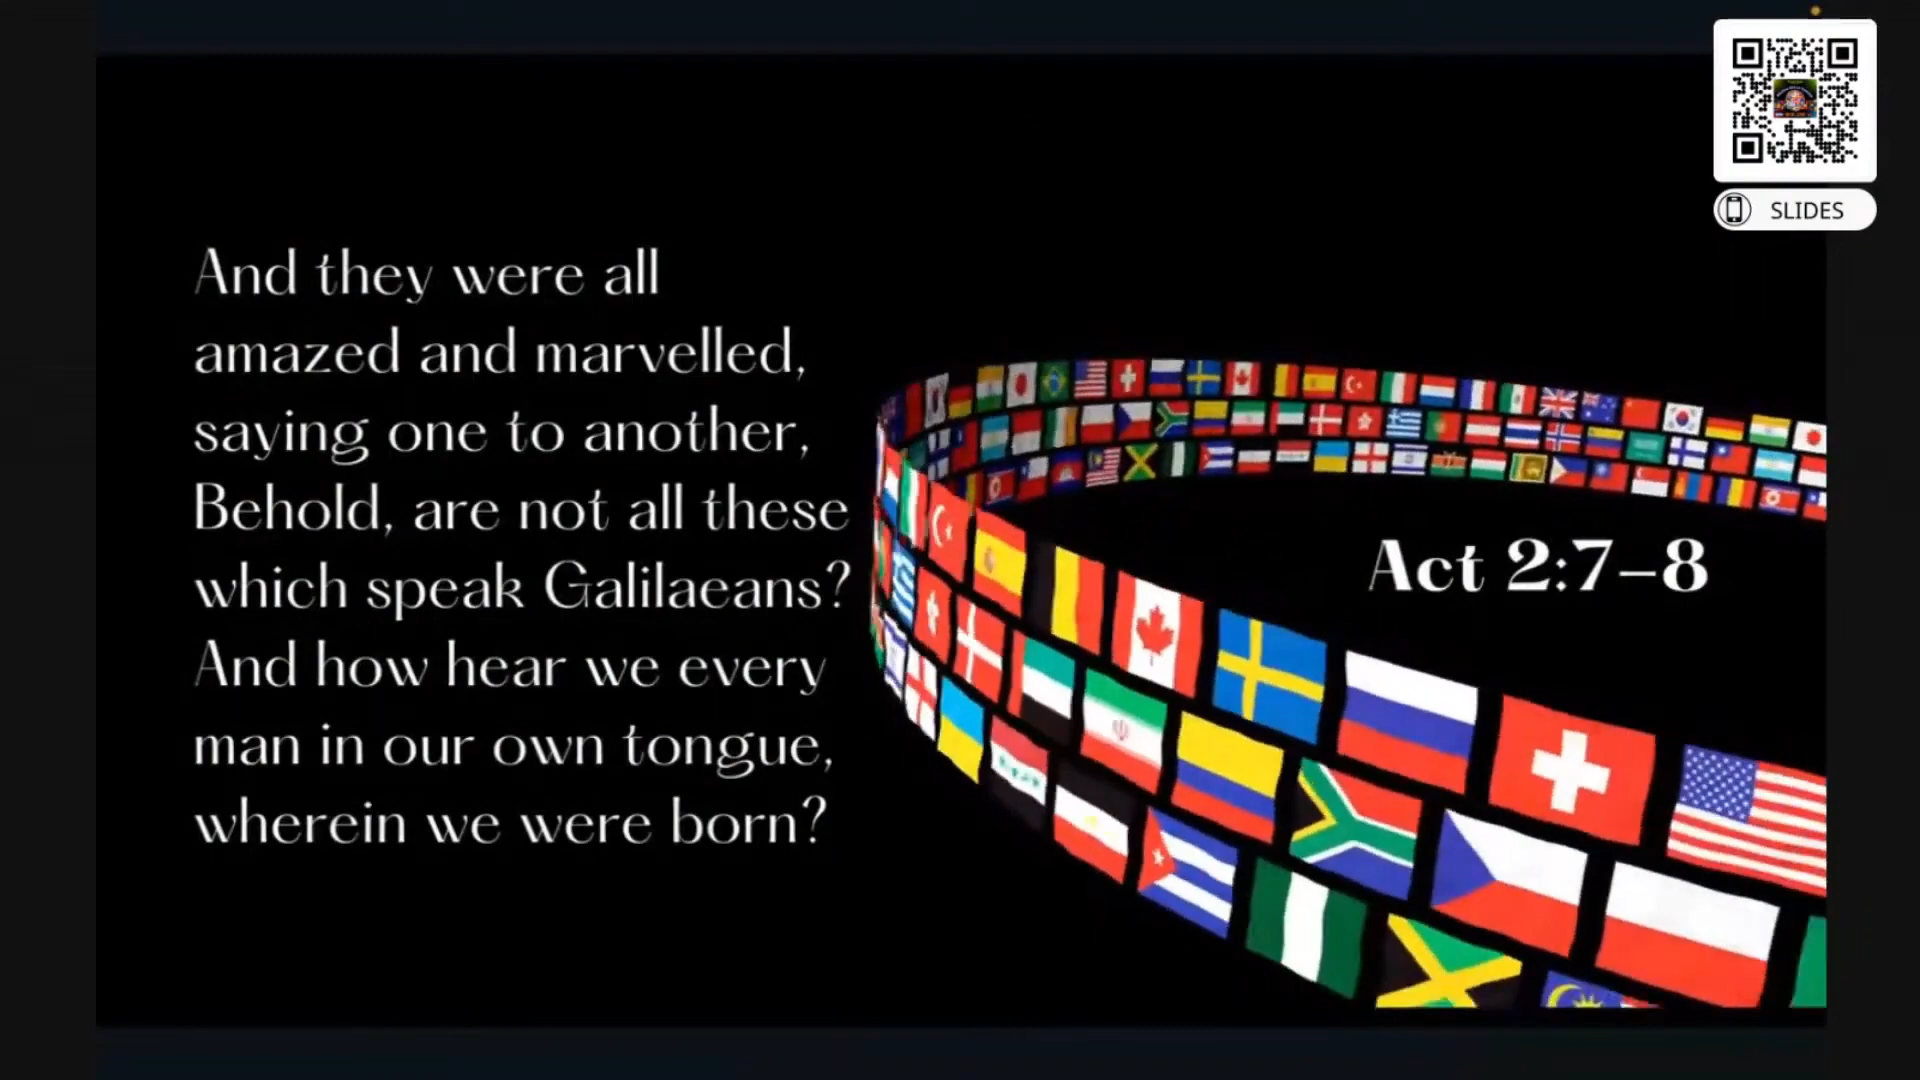 SLIDES
And they were all
amazed and marvelled,
saying one to another,
Behold, are not all these
which speak Galilaeans?
And how hear we every
man in our own tongue,
wherein we were born?
Act 2:7–8